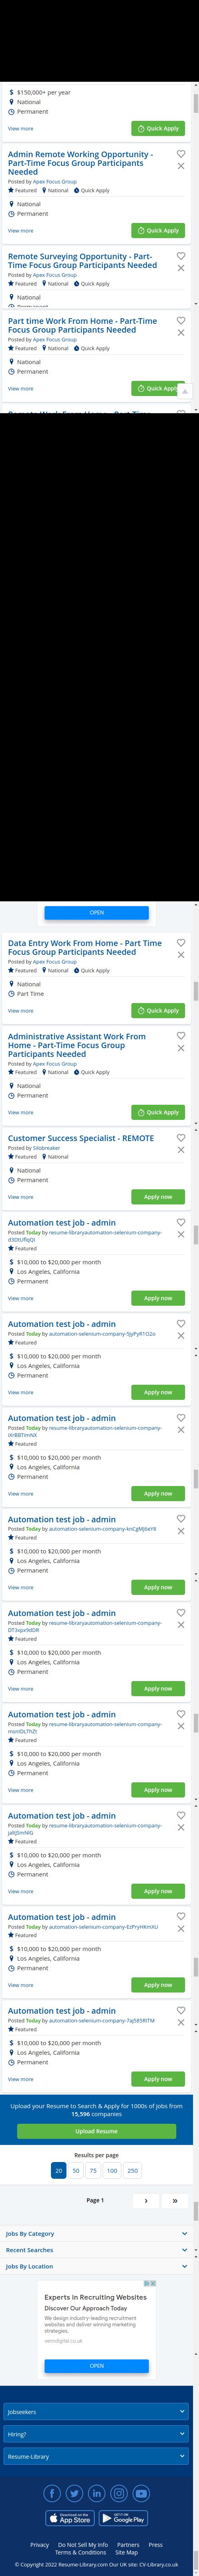 $ $150,000+ per year
National
Permanent
View more
Quick Apply
Admin Remote Working Opportunity -
Part-Time Focus Group Participants
Needed
Posted by Apex Focus Group
Featured National Quick Apply
National
Permanent
View more
Quick Apply
Remote Surveying Opportunity - Part-
Time Focus Group Participants Needed
Posted by Apex Focus Group
Featured National Quick Apply
National
Permanent
Part time Work From Home - Part-Time
Focus Group Participants Needed
Posted by Apex Focus Group
Featured National Quick Apply
National
Permanent
View more
Quick Apply
OPEN
Data Entry Work From Home - Part Time
Focus Group Participants Needed
Posted by Apex Focus Group
Featured National Quick Apply
National
Part Time
View more
Quick Apply
Administrative Assistant Work From
Home - Part-Time Focus Group
Participants Needed
Posted by Apex Focus Group
Featured National Quick Apply
National
Permanent
View more
Quick Apply
Customer Success Specialist - REMOTE
Posted by Silobreaker
Featured National
National
Permanent
View more
Apply now
Automation test job - admin
Posted Today by resume-libraryautomation-selenium-company-
Featured
$ $10,000 to $20,000 per month
Los Angeles, California
Permanent
View more
Apply now
Automation test job - admin
Posted Today by automation-selenium-company-5JyPyR1O2o
Featured
$ $10,000 to $20,000 per month
Los Angeles, California
Permanent
View more
Apply now
Automation test job - admin
Posted Today by resume-libraryautomation-selenium-company-
Featured
$ $10,000 to $20,000 per month
Los Angeles, California
Permanent
View more
Apply now
Automation test job - admin
Posted Today by automation-selenium-company-knCgMJ6eY8
Featured
$ $10,000 to $20,000 per month
Los Angeles, California
Permanent
View more
Apply now
Automation test job - admin
Posted Today by resume-libraryautomation-selenium-company-
DT3xpx9dDR
Featured
$ $10,000 to $20,000 per month
Los Angeles, California
Permanent
View more
Apply now
Automation test job - admin
Posted Today by resume-libraryautomation-selenium-company-
Featured
$ $10,000 to $20,000 per month
Los Angeles, California
Permanent
View more
Apply now
Automation test job - admin
Posted Today by resume-libraryautomation-selenium-company-
Featured
$ $10,000 to $20,000 per month
Los Angeles, California
Permanent
View more
Apply now
Automation test job - admin
Posted Today by automation-selenium-company-EzPryHKnXU
Featured
$ $10,000 to $20,000 per month
Los Angeles, California
Permanent
View more
Apply now
Automation test job - admin
Posted Today by automation-selenium-company-7aj585RlTM
Featured
$ $10,000 to $20,000 per month
Los Angeles, California
Permanent
View more
Apply now
Upload your Resume to Search & Apply for 1000s of jobs from
15,596 companies
Upload Resume
Results per page
20 50 75 100 250
Page 1 › »
Jobs By Category
Recent Searches
Jobs By Location
Experts in Recruiting Websites
Discover Our Approach Today
We design industry-leading recruitment
websites and deliver winning marketing
strategies.
venndigital.co.uk
OPEN
Jobseekers
Hiring?
Resume-Library
Download on the App Store
GET IT ON Google Play
Privacy Do Not Sell My Info Partners Press
Terms & Conditions Site Map
© Copyright 2022 Resume-Library.com Our UK site: CV-Library.co.uk